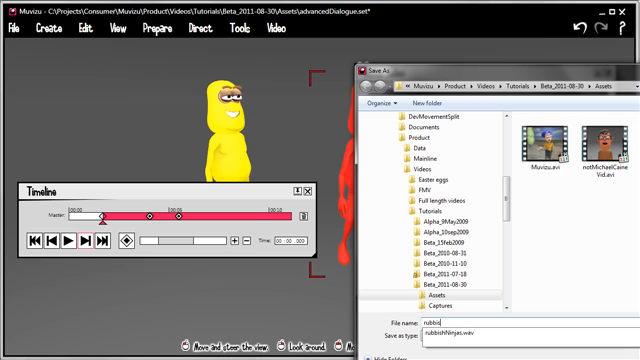 Muvizu - C:\Projects\Consumer\Muvizu\Product\Videos\Tutorials\Beta_2011-08-30\Assets\advancedDialogue.set*
File Create Edit View Prepare Direct Tools Video
Save As
Muvizu Product Videos Tutorials Beta_2011-08-30 Assets
Organize New folder
DevMovementSplit
Documents
Product
Data
Mainline
Videos
Easter eggs
FMV
Full length videos
Tutorials
Alpha_9May2009
Alpha_10sep2009
Beta_15feb2009
Beta_2010-08-31
Beta_2010-11-10
Beta_2011-07-18
Beta_2011-08-30
Assets
Captures
Muvizu.avi
notMichaelCaine
Vid.avi
Timeline
00:00 00:05 00:10
Master:
Time: 00 : 00 . 000
File name: rubbis
rubbishNinjas.wav
Save as type:
Hide Folders
Move and steer the view. Look around.